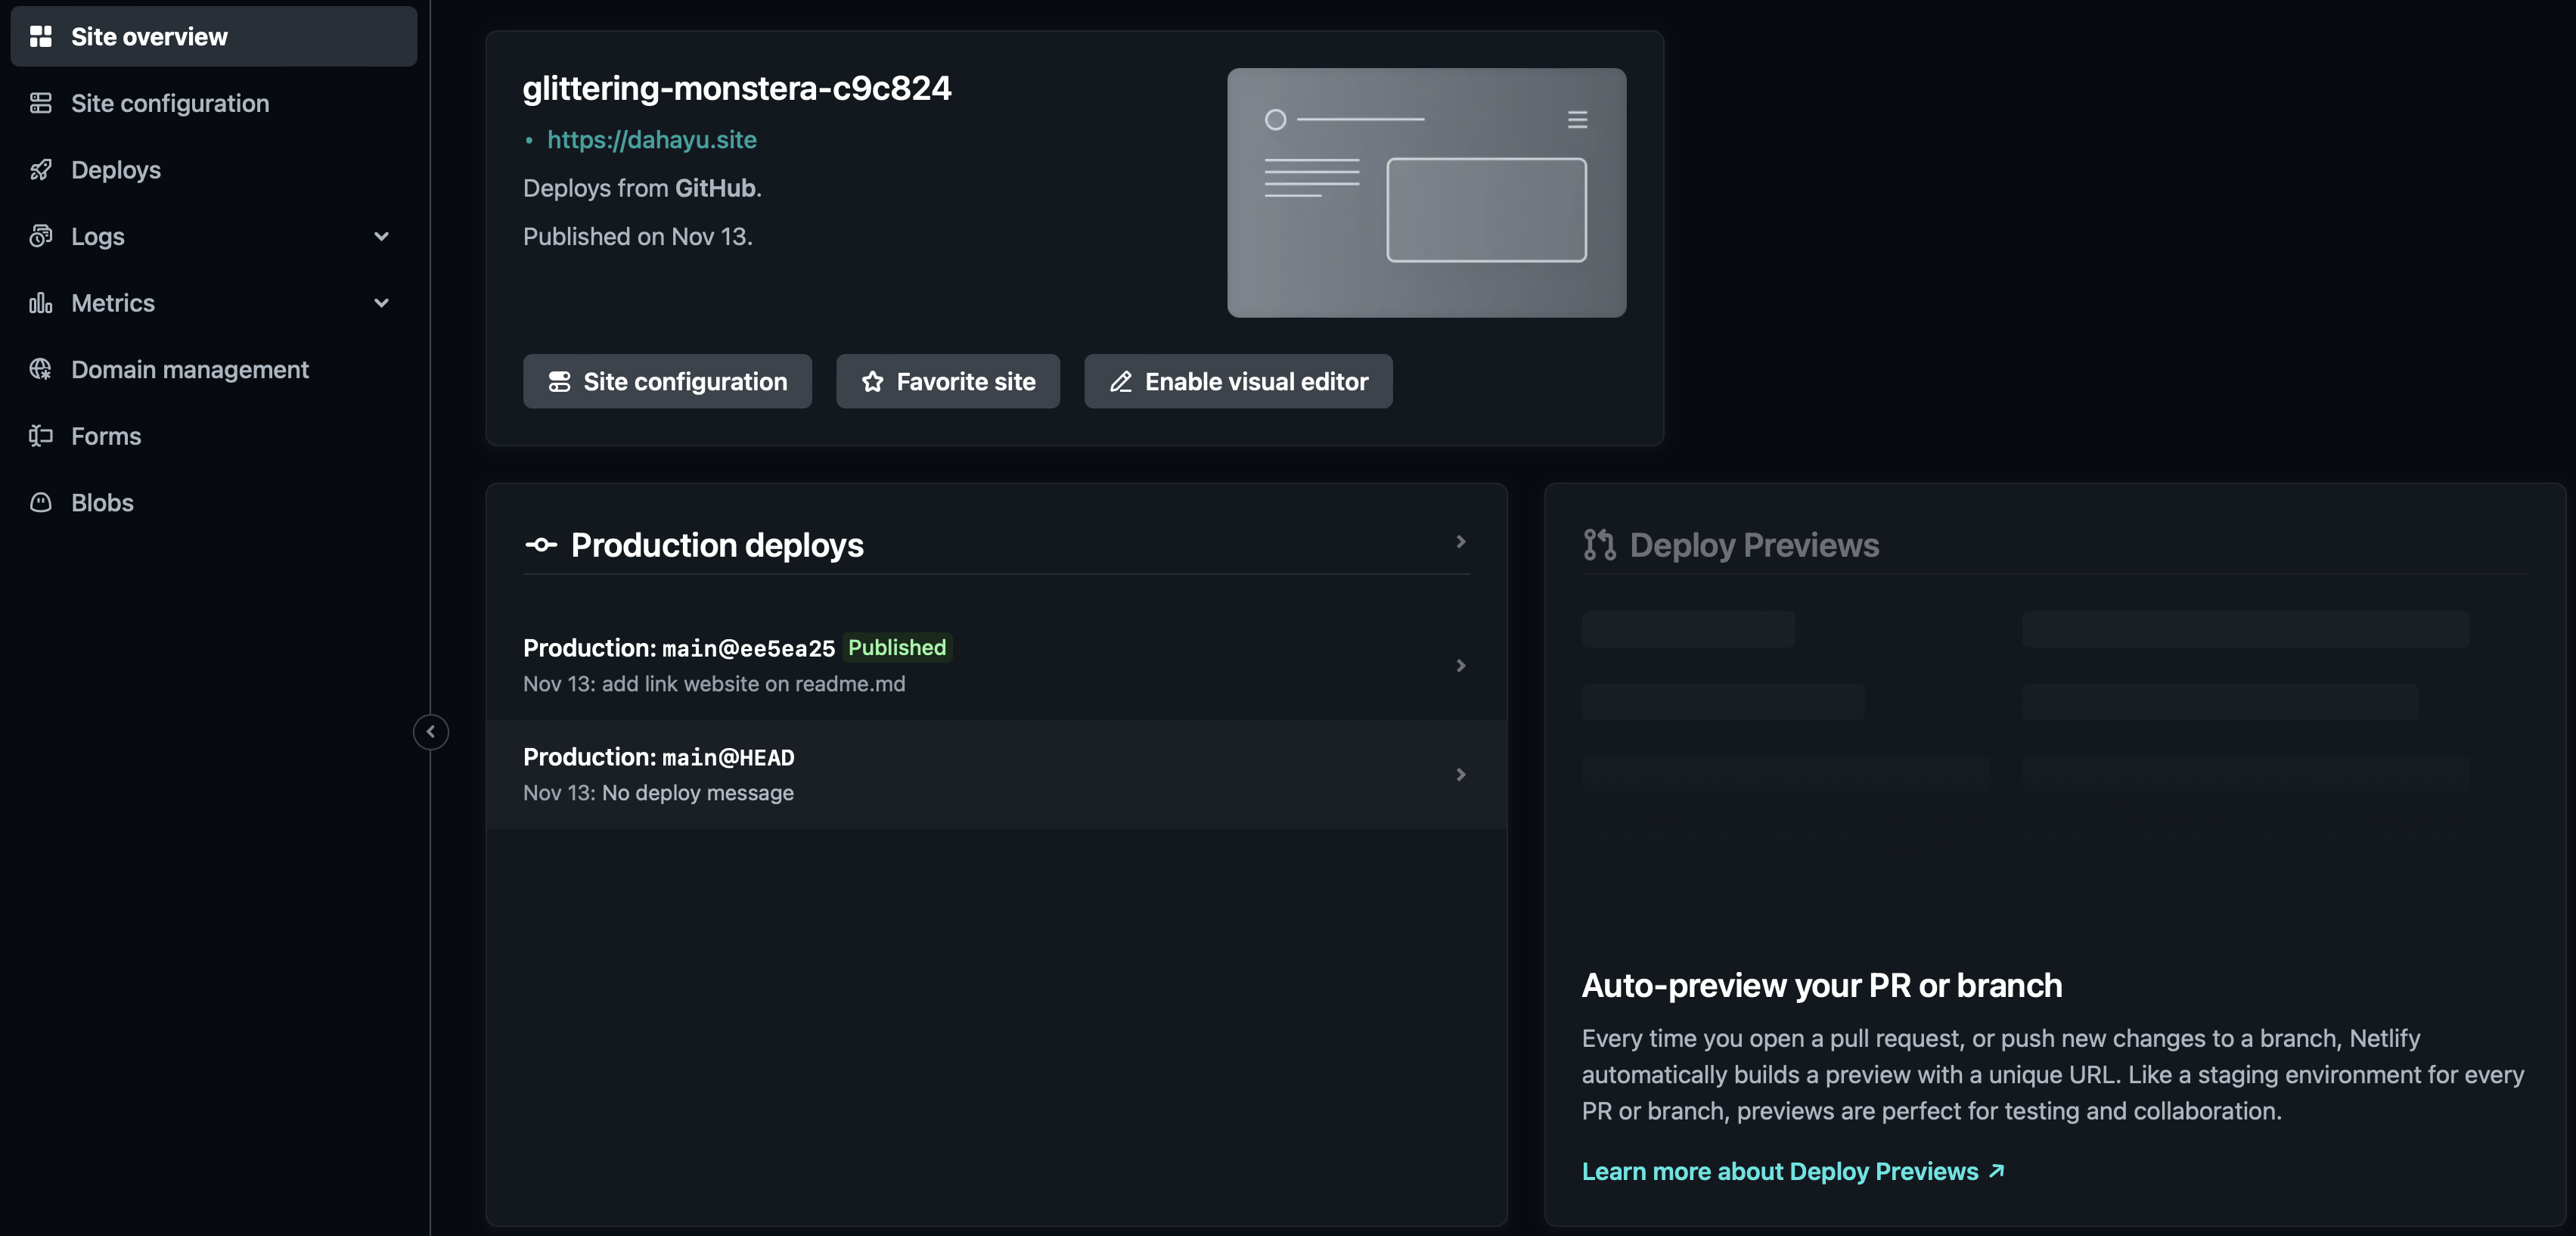 Site overview
Site configuration
Deploys
Logs
Metrics
Domain management
Forms
Blobs
glittering-monstera-c9c824
https://dahayu.site
Deploys from GitHub.
Published on Nov 13.
Site configuration
Favorite site
Enable visual editor
Production deploys
Production: main@ee5ea25 Published
Nov 13: add link website on readme.md
Production: main@HEAD
Nov 13: No deploy message
Deploy Previews
Auto-preview your PR or branch
Every time you open a pull request, or push new changes to a branch, Netlify
automatically builds a preview with a unique URL. Like a staging environment for every
PR or branch, previews are perfect for testing and collaboration.
Learn more about Deploy Previews